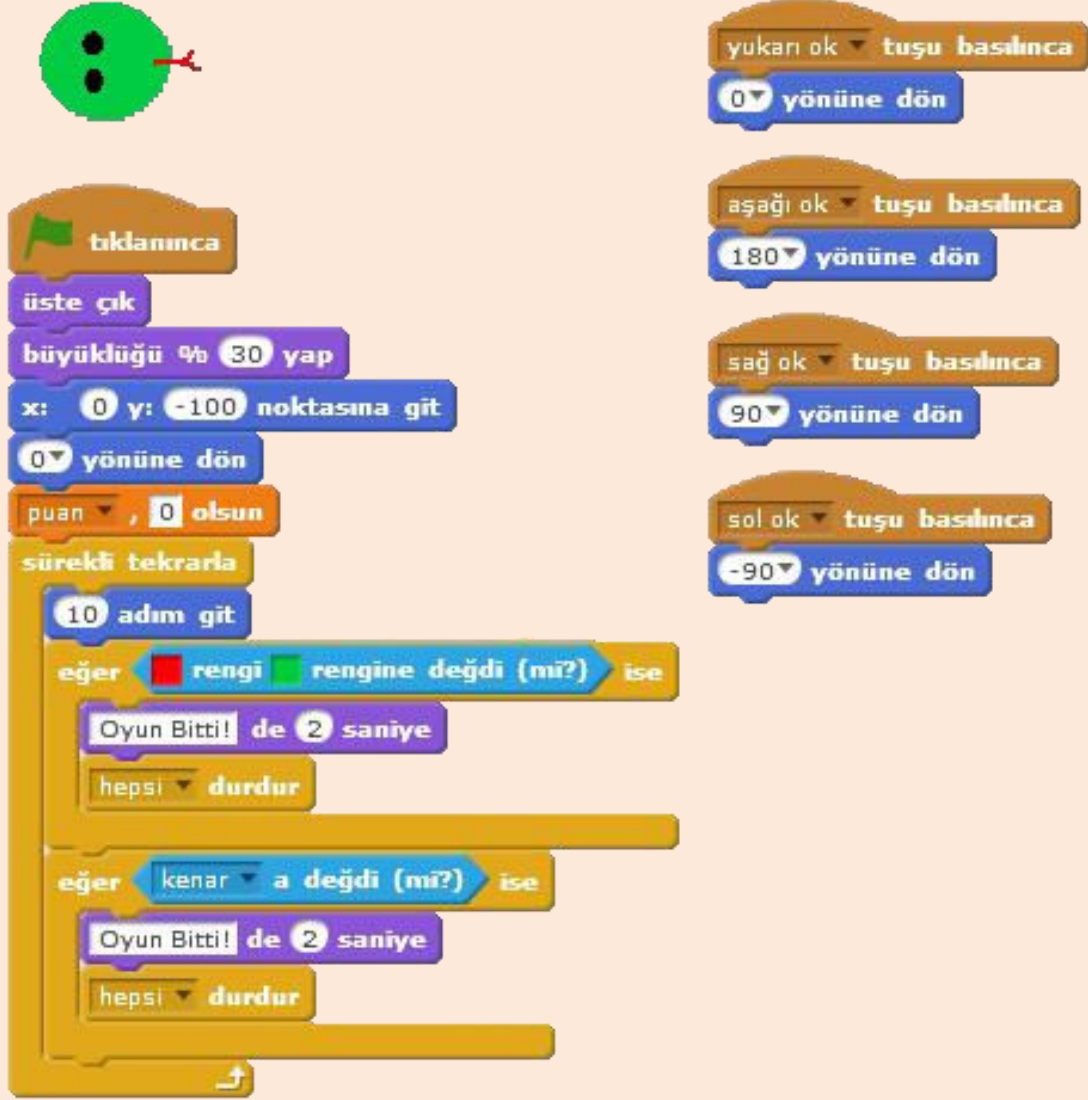 tıklanınca
üste çık
büyüklüğü % 30 yap
x: 0 y: -100 noktasına git
0 yönüne dön
puan , 0 olsun
sürekli tekrarla
10 adım git
eğer rengi rengine değdi (mi?) ise
Oyun Bitti! de 2 saniye
hepsi durdur
eğer kenar a değdi (mi?) ise
Oyun Bitti! de 2 saniye
hepsi durdur
yukarı ok tuşu basılınca
0 yönüne dön
aşağı ok tuşu basılınca
180 yönüne dön
sağ ok tuşu basılınca
90 yönüne dön
sol ok tuşu basılınca
-90 yönüne dön